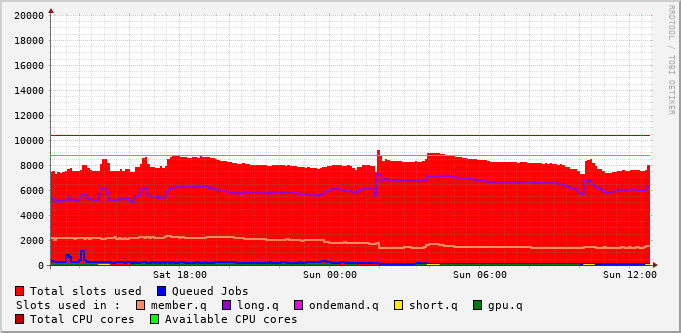 20000
18000
16000
14000
12000
10000
8000
6000
4000
2000
0
Sat 18:00 Sun 00:00 Sun 06:00 Sun 12:00
Total slots used Queued Jobs
Slots used in : member.q long.q ondemand.q short.q gpu.q
Total CPU cores Available CPU cores
RRDTOOL / TOBI OETIKER